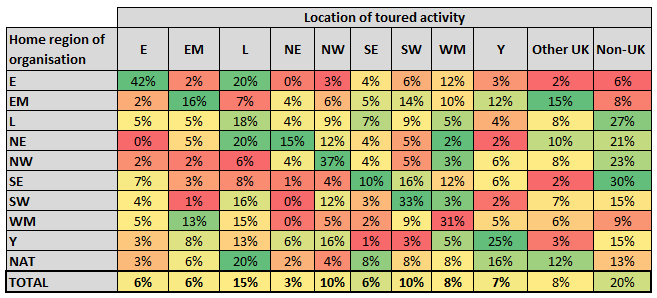 Location of toured activity
Home region of organisation E EM L NE NW SE SW WM Y Other UK Non-UK
E 42% 2% 20% 0% 3% 4% 6% 12% 3% 2% 6%
EM 2% 16% 7% 4% 6% 5% 14% 10% 12% 15% 8%
L 5% 5% 18% 4% 9% 7% 9% 5% 4% 8% 27%
NE 0% 5% 20% 15% 12% 4% 5% 2% 2% 10% 21%
NW 2% 2% 6% 4% 37% 4% 5% 3% 6% 8% 23%
SE 7% 3% 8% 1% 4% 10% 16% 12% 6% 2% 30%
SW 4% 1% 16% 0% 12% 3% 33% 3% 2% 7% 15%
WM 5% 13% 15% 0% 5% 2% 9% 31% 5% 6% 9%
Y 3% 8% 13% 6% 16% 1% 3% 5% 25% 3% 15%
NAT 3% 6% 20% 2% 4% 8% 8% 8% 16% 12% 13%
TOTAL 6% 6% 15% 3% 10% 6% 10% 8% 7% 8% 20%